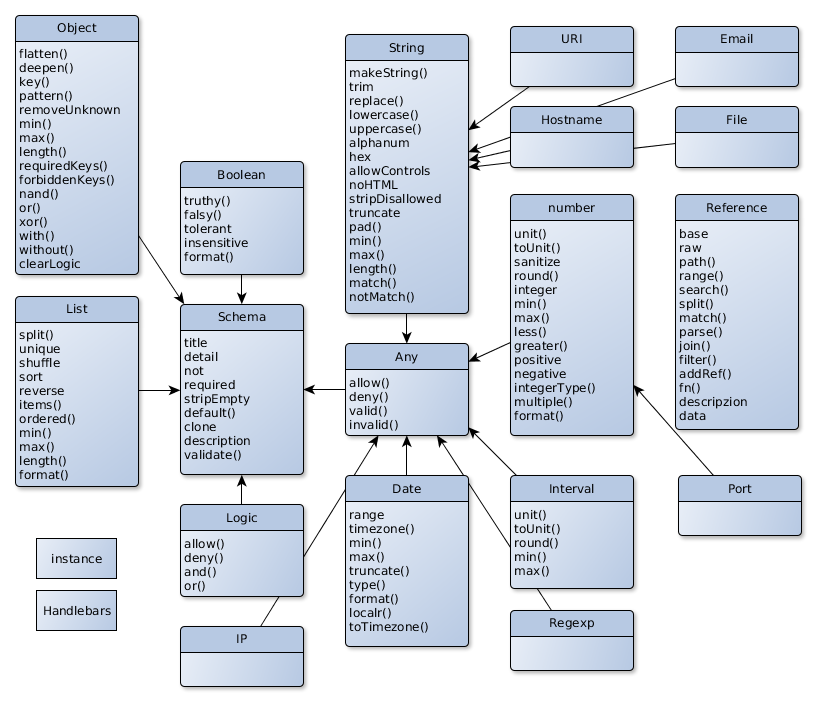 Object
flatten()
deepen()
key()
pattern()
removeUnknown
min()
max()
length()
requiredKeys()
forbiddenKeys()
nand()
or()
xor()
with()
without()
clearLogic
List
split()
unique
shuffle
sort
reverse
items()
ordered()
min()
max()
length()
format()
instance
Handlebars
Boolean
truthy()
falsy()
tolerant
insensitive
format()
Schema
title
detail
not
required
stripEmpty
default()
clone
description
validate()
Logic
allow()
deny()
and()
or()
IP
String
makeString()
trim
replace()
lowercase()
uppercase()
alphanum
hex
allowControls
noHTML
stripDisallowed
truncate
pad()
min()
max()
length()
match()
notMatch()
Any
allow()
deny()
valid()
invalid()
Date
range
timezone()
min()
max()
truncate()
type()
format()
localr()
toTimezone()
URI
Hostname
number
unit()
toUnit()
sanitize
round()
integer
min()
max()
less()
greater()
positive
negative
integerType()
multiple()
format()
Interval
unit()
toUnit()
round()
min()
max()
Regexp
Email
File
Reference
base
raw
path()
range()
search()
split()
match()
parse()
join()
filter()
addRef()
fn()
descripzion
data
Port